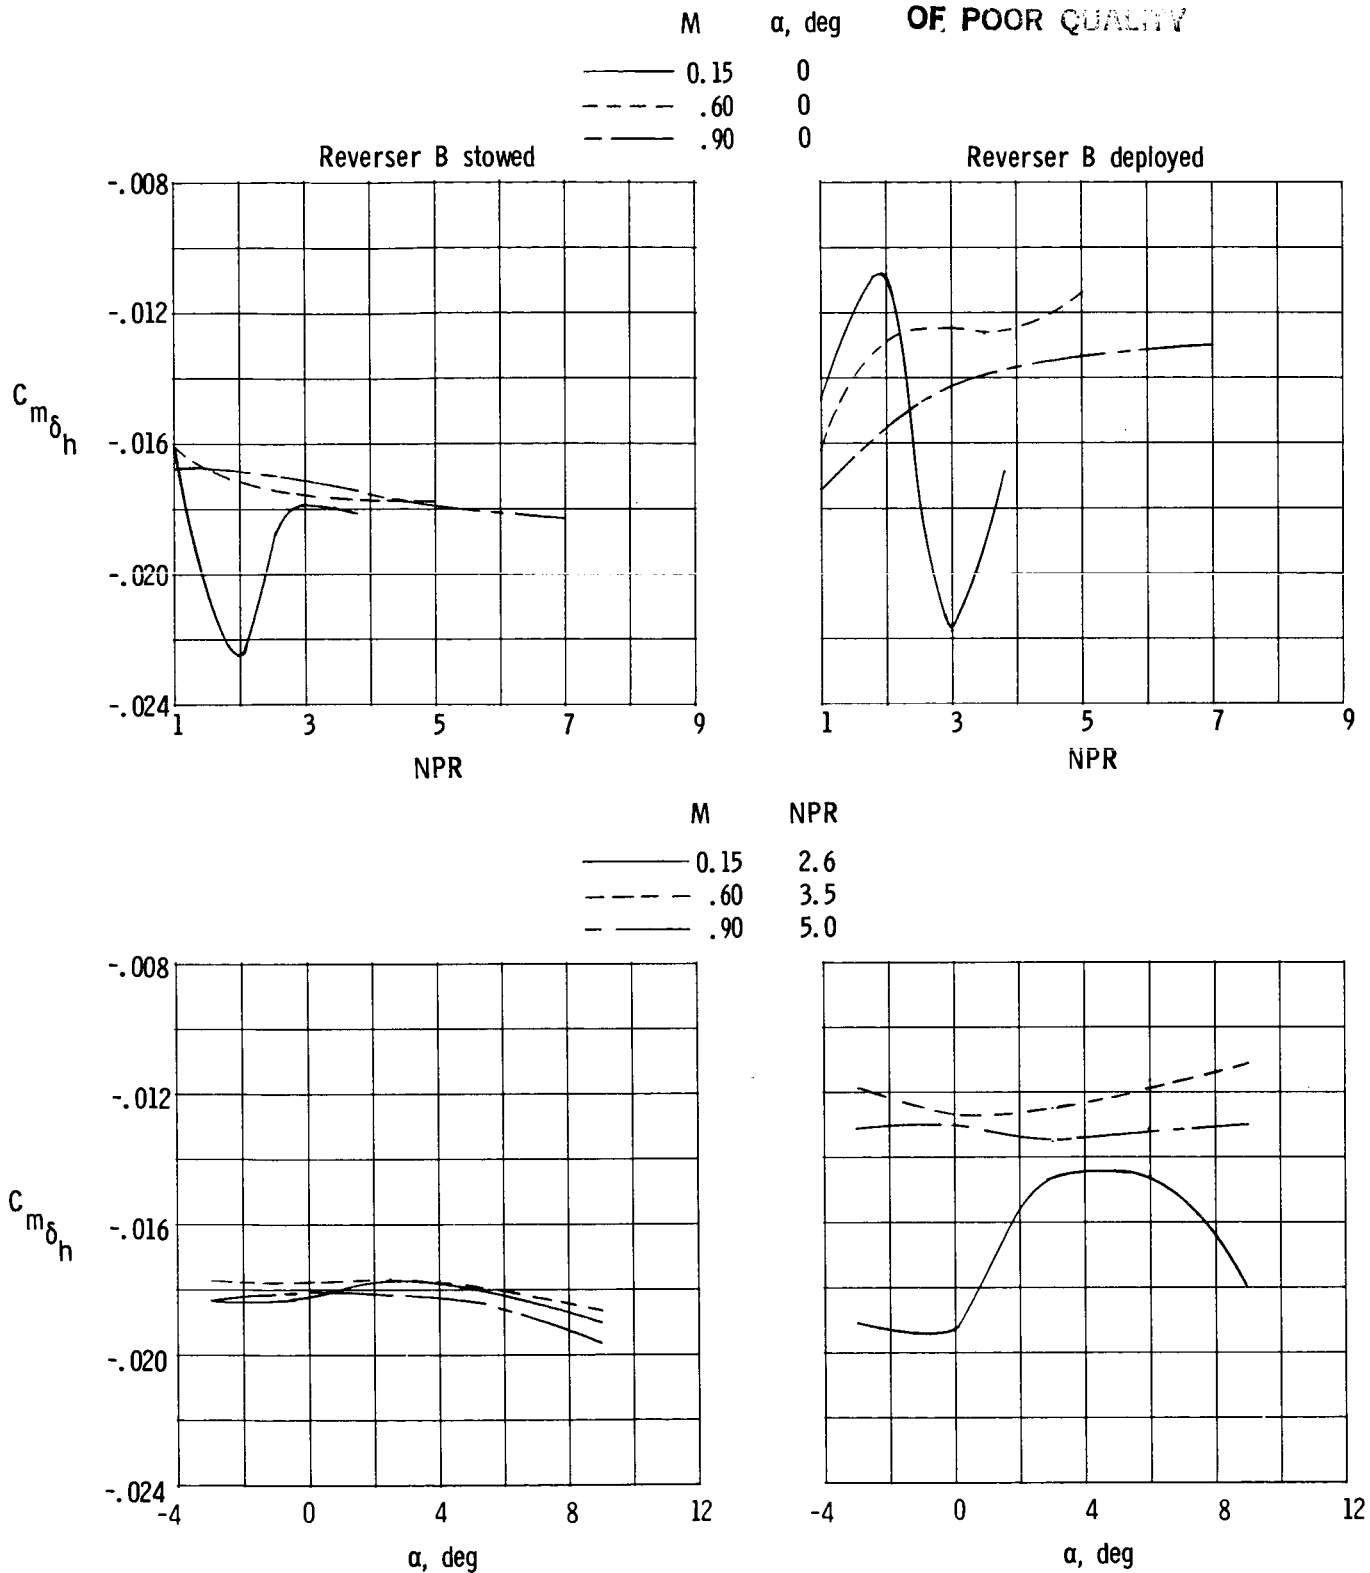 OF POOR QUALITY
M α, deg
0.15 0
.60 0
.90 0
Reverser B stowed
Reverser B deployed
-.008
-.012
-.016
-.020
-.024
C m δ h
1 3 5 7 9
NPR
1 3 5 7 9
NPR
M NPR
0.15 2.6
.60 3.5
.90 5.0
-.008
-.012
-.016
-.020
-.024
C m δ h
-4 0 4 8 12
α, deg
-4 0 4 8 12
α, deg